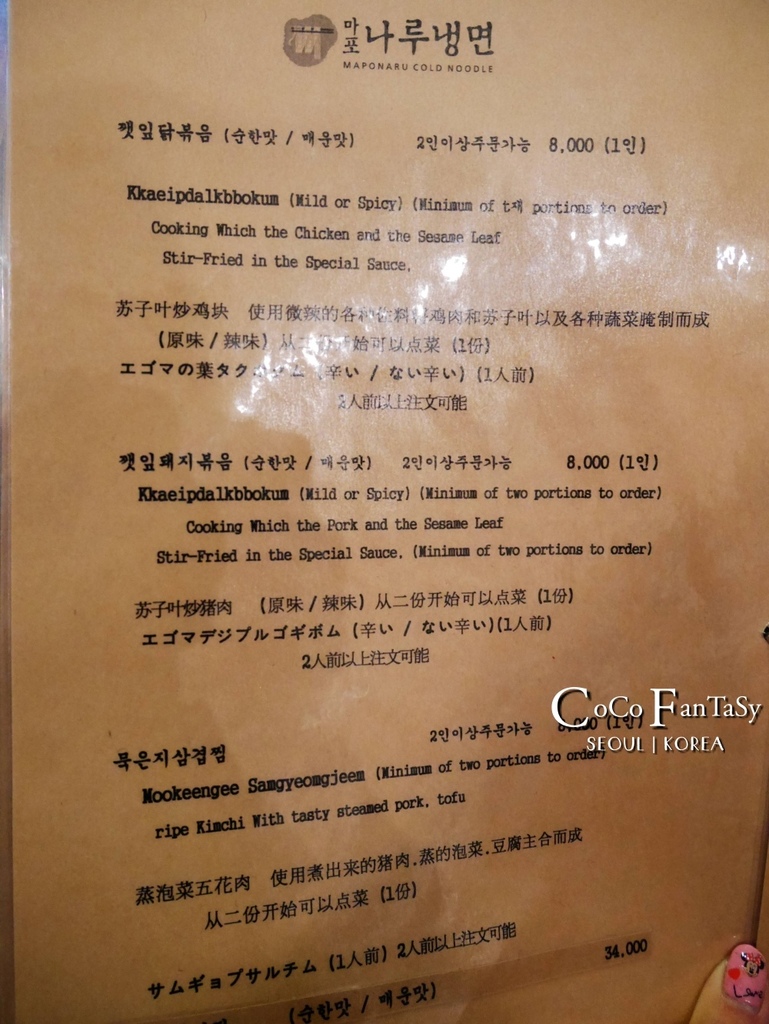 마포 나루냉면
MAPONARU COLD NOODLE
깻잎닭볶음 (순한맛 / 매운맛) 2인이상주문가능 8,000 (1인)
Kkaeipdalkbbokum (Mild or Spicy) (Minimum of t재 portions to order)
Cooking Which the Chicken and the Sesame Leaf
Stir-Fried in the Special Sauce,
苏子叶炒鸡块 使用微辣的各种佐料将鸡肉和苏子叶以及各种蔬菜腌制而成
(原味 / 辣味) 从二份开始可以点菜 (1份)
エゴマの葉タク (辛い / ない辛い) (1人前)
2人前以上注文可能
깻잎돼지볶음 (순한맛 / 매운맛) 2인이상주문가능 8,000 (1인)
Kkaeipdalkbbokum (Mild or Spicy) (Minimum of two portions to order)
Cooking Which the Pork and the Sesame Leaf
Stir-Fried in the Special Sauce, (Minimum of two portions to order)
苏子叶炒猪肉 (原味 / 辣味) 从二份开始可以点菜 (1份)
エゴマデジプルゴギボム (辛い / ない辛い)(1人前)
2人前以上注文可能
CoCo FanTaSy
SEOUL | KOREA
묵은지삼겹찜 2인이상주문가능 (1인)
Mookeengee Samgyeomgjeem (Minimum of two portions to order)
ripe Kimchi With tasty steamed pork, tofu
蒸泡菜五花肉 使用煮出来的猪肉.蒸的泡菜.豆腐主合而成
从二份开始可以点菜 (1份)
サムギョプサルチム (1人前) 2人前以上注文可能
34,000
(순한맛 / 매운맛)
Love